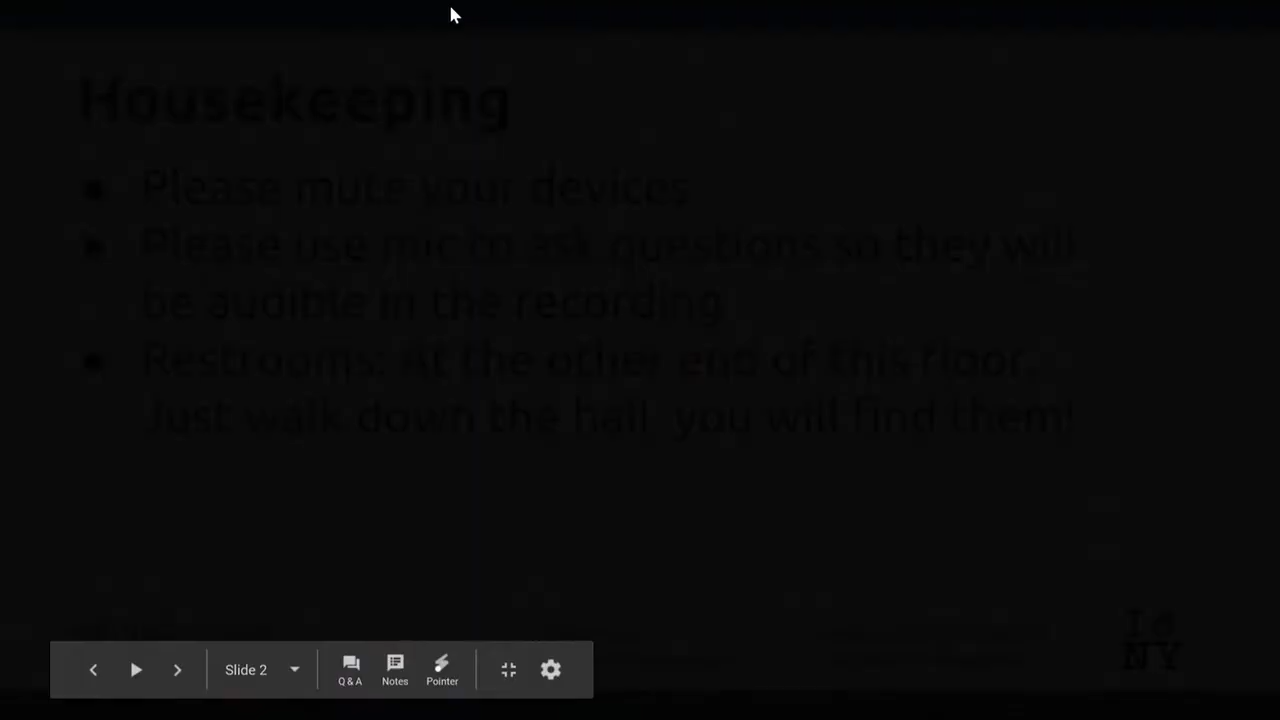 Housekeeping
● Please mute your devices
● Please use mic to ask questions so they will
be audible in the recording
● Restrooms: At the other end of this floor,
Just walk down the hall, you will find them!
NY
Slide 2
Q & A
Notes
Pointer